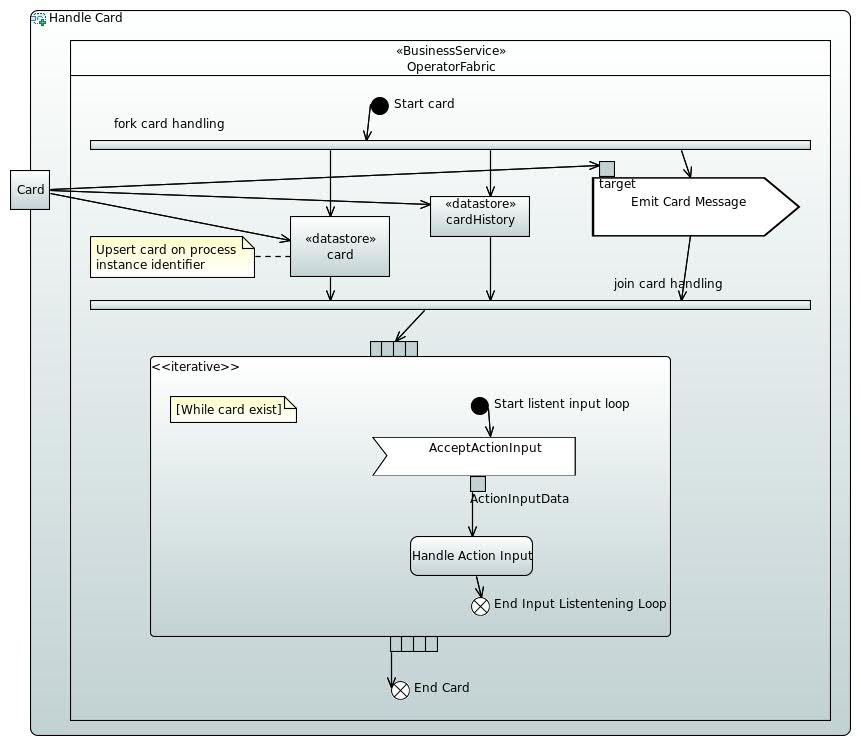 Handle Card
«BusinessService»
OperatorFabric
Start card
fork card handling
Card
target
Emit Card Message
«datastore»
cardHistory
«datastore»
card
Upsert card on process
instance identifier
join card handling
<<iterative>>
[While card exist]
Start listent input loop
AcceptActionInput
ActionInputData
Handle Action Input
End Input Listentening Loop
End Card